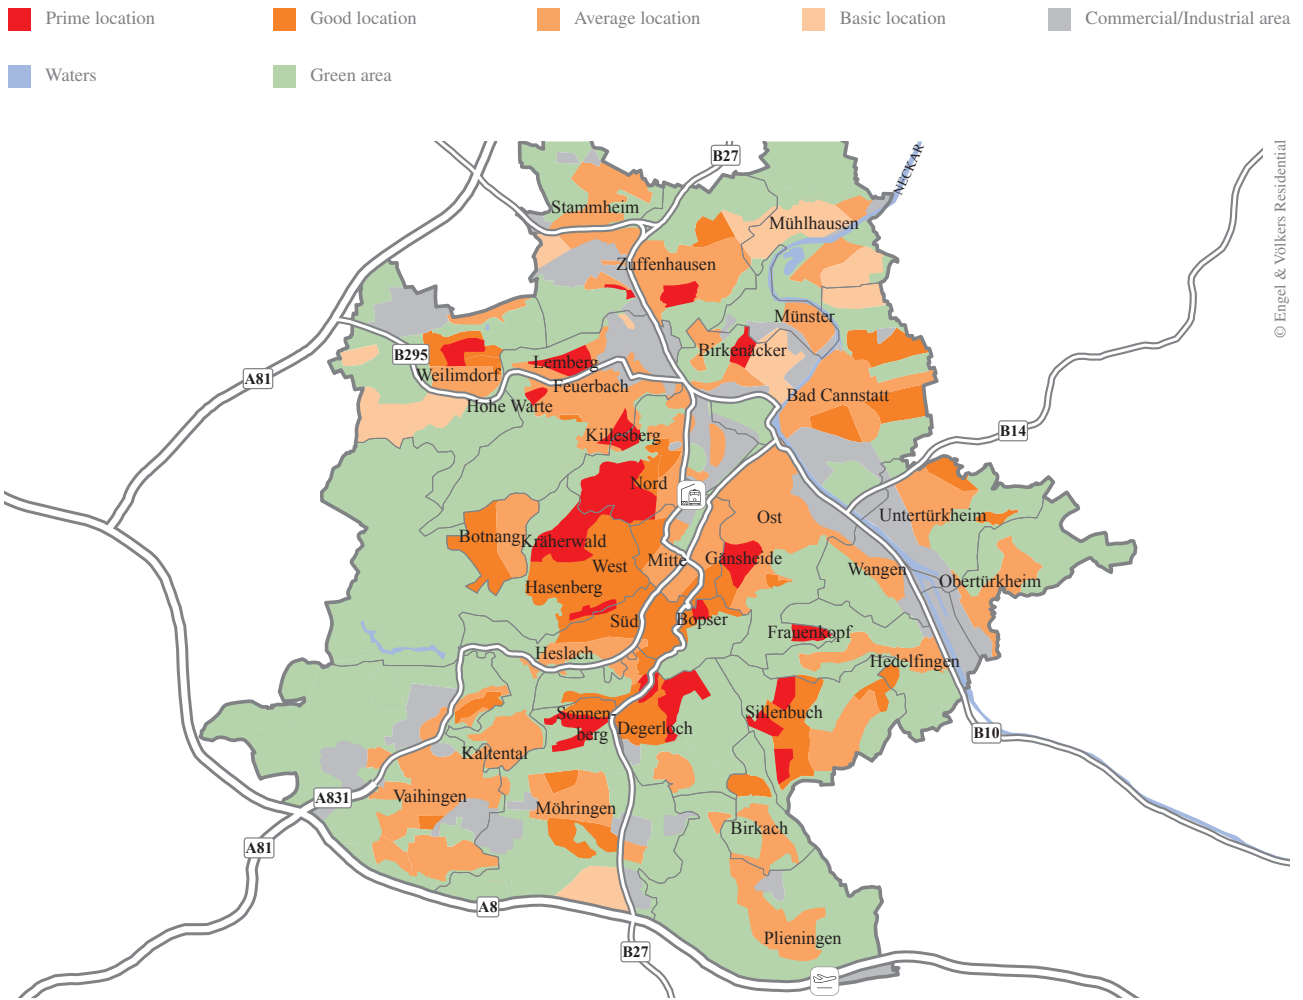 Prime location
Good location
Average location
Basic location
Commercial/Industrial area
Waters
Green area
© Engel & Völkers Residential
B27
NECKAR
Stammheim
Mühlhausen
Zuffenhausen
Münster
Birkenäcker
B295
Lemberg
Weilimdorf
A81
Feuerbach
Hohe Warte
Bad Cannstatt
B14
Killesberg
Nord
Ost
Untertürkheim
Botnang
Kräherwald
West
Mitte
Gänsheide
Wangen
Obertürkheim
Hasenberg
Süd
Bopser
Frauenkopf
Heslach
Hedelfingen
Sonnen-
berg
Degerloch
Sillenbuch
B10
Kaltental
A831
Vaihingen
Möhringen
Birkach
A81
A8
Plieningen
B27